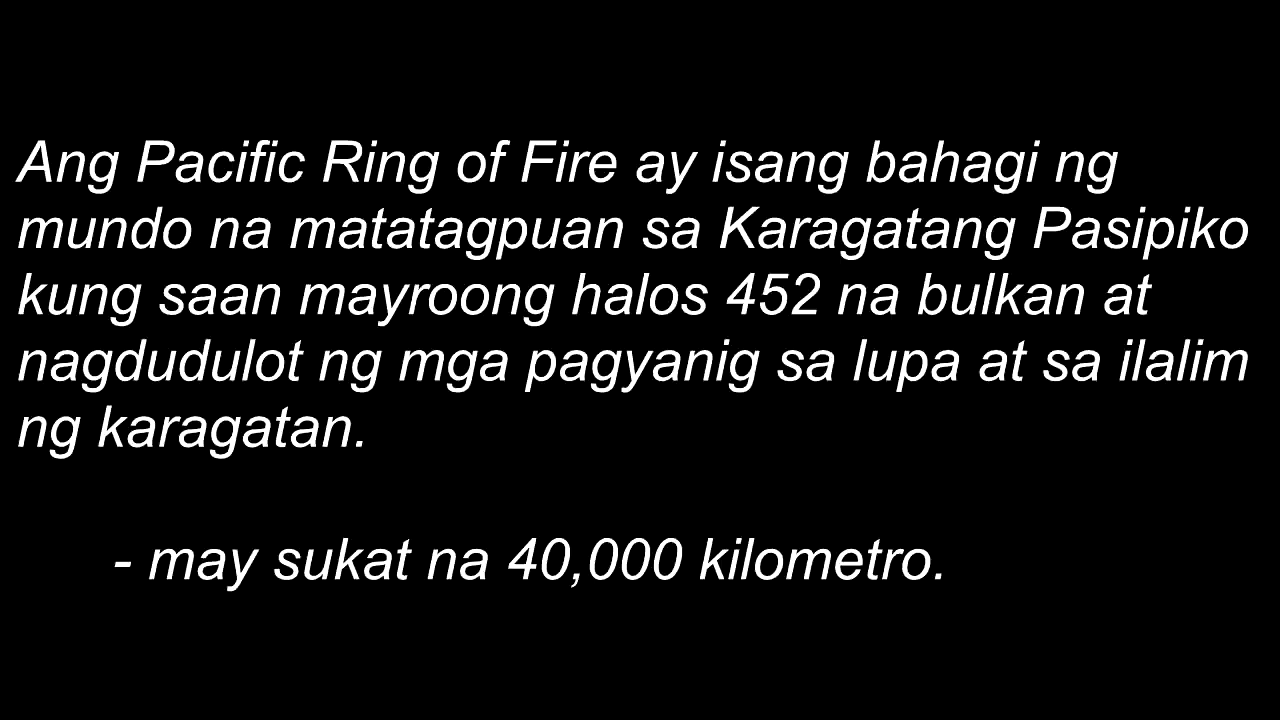 Ang Pacific Ring of Fire ay isang bahagi ng
mundo na matatagpuan sa Karagatang Pasipiko
kung saan mayroong halos 452 na bulkan at
nagdudulot ng mga pagyanig sa lupa at sa ilalim
ng karagatan.
- may sukat na 40,000 kilometro.